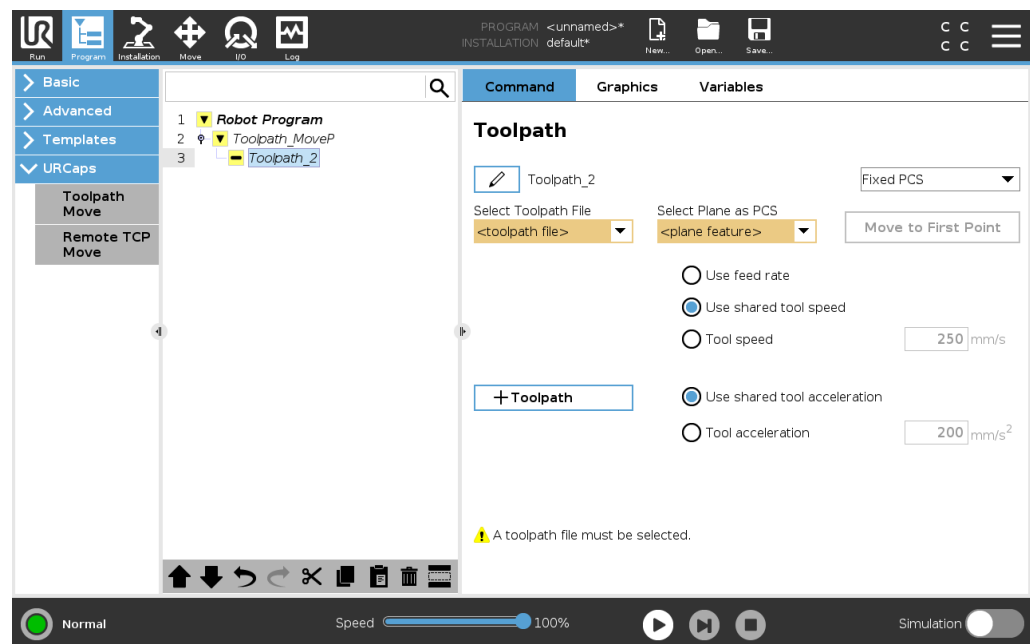 UR
PROGRAM <unnamed>*
INSTALLATION default*
Run Program Installation Move I/O Log
New... Open... Save...
C C
C C
Basic
Advanced
Templates
URCaps
Toolpath
Move
Remote TCP
Move
1 Robot Program
2 Toolpath_MoveP
3 Toolpath_2
Command Graphics Variables
Toolpath
Toolpath_2 Fixed PCS
Select Toolpath File Select Plane as PCS
<toolpath file> <plane feature> Move to First Point
Use feed rate
Use shared tool speed
Tool speed 250 mm/s
+Toolpath Use shared tool acceleration
Tool acceleration 200 mm/s²
A toolpath file must be selected.
Normal Speed 100% Simulation